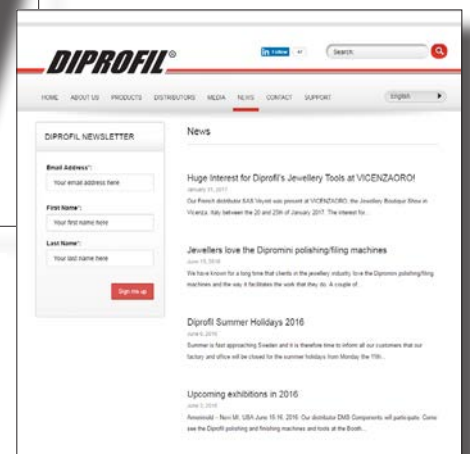 DIPROFIL®
in Follow
Search:
HOME ABOUT US PRODUCTS DISTRIBUTORS MEDIA NEWS CONTACT SUPPORT
English
DIPROFIL NEWSLETTER
Email Address*:
Your email address here
First Name*:
Your first name here
Last Name*:
Your last name here
Sign me up
News
Huge Interest for Diprofil's Jewellery Tools at VICENZAORO!
January 31, 2017
Our French distributor SAS Veyret was present at VICENZAORO, the Jewellery Boutique Show in
Vicenza, Italy between the 20 and 25th of January 2017. The interest for...
Jewellers love the Dipromini polishing/filing machines
June 15, 2016
We have known for a long time that clients in the jewellery industry love the Dipromini polishing/filing
machines and the way it facilitates the work that they do. A couple of...
Diprofil Summer Holidays 2016
June 6, 2016
Summer is fast approaching Sweden and it is therefore time to inform all our customers that our
factory and office will be closed for the summer holidays from Monday the 11th...
Upcoming exhibitions in 2016
June 3, 2016
Amerimold – Novi MI, USA June 15-16, 2016. Our distributor DMS Components will participate. Come
see the Diprofil polishing and finishing machines and tools at the Booth...